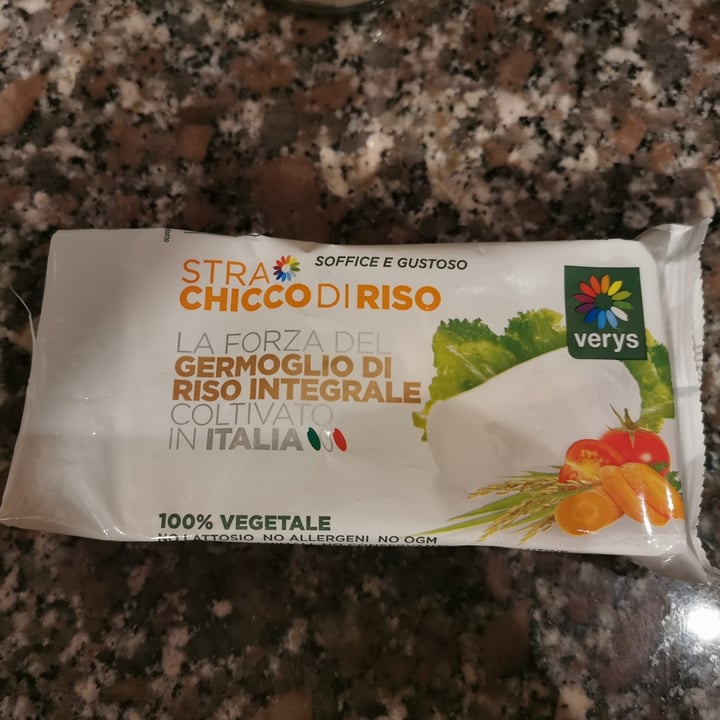 SOFFICE E GUSTOSO
STRA
CHICCO DI RISO
verys
LA FORZA DEL
GERMOGLIO DI
RISO INTEGRALE
COLTIVATO
IN ITALIA
100% VEGETALE
NO LATTOSIO NO ALLERGENI NO OGM